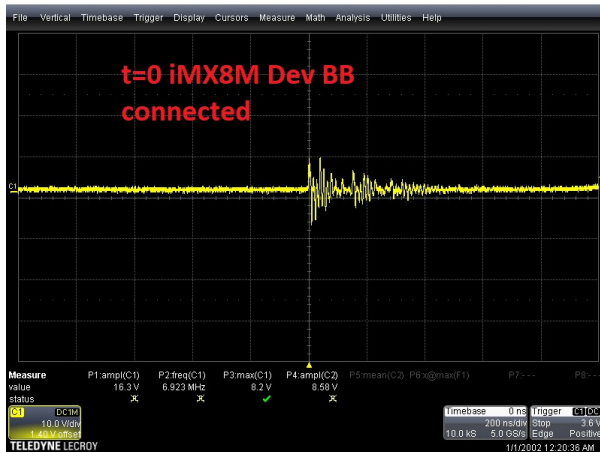 File Vertical Timebase Trigger Display Cursors Measure Math Analysis Utilities Help
t=0 iMX8M Dev BB
connected
C1
Measure P1:ampl(C1) P2:freq(C1) P3:max(C1) P4:ampl(C2) P5:mean(C2) P6:x@max(F1) P7:--- P8:---
value 16.3 V 6.923 MHz 8.2 V 8.58 V
status
C1 DC1M
10.0 V/div
1.40 V offset
Timebase 0 ns
200 ns/div
10.0 kS 5.0 GS/s
Trigger C1 DC
Stop 3.6 V
Edge Positive
TELEDYNE LECROY
1/1/2002 12:20:36 AM